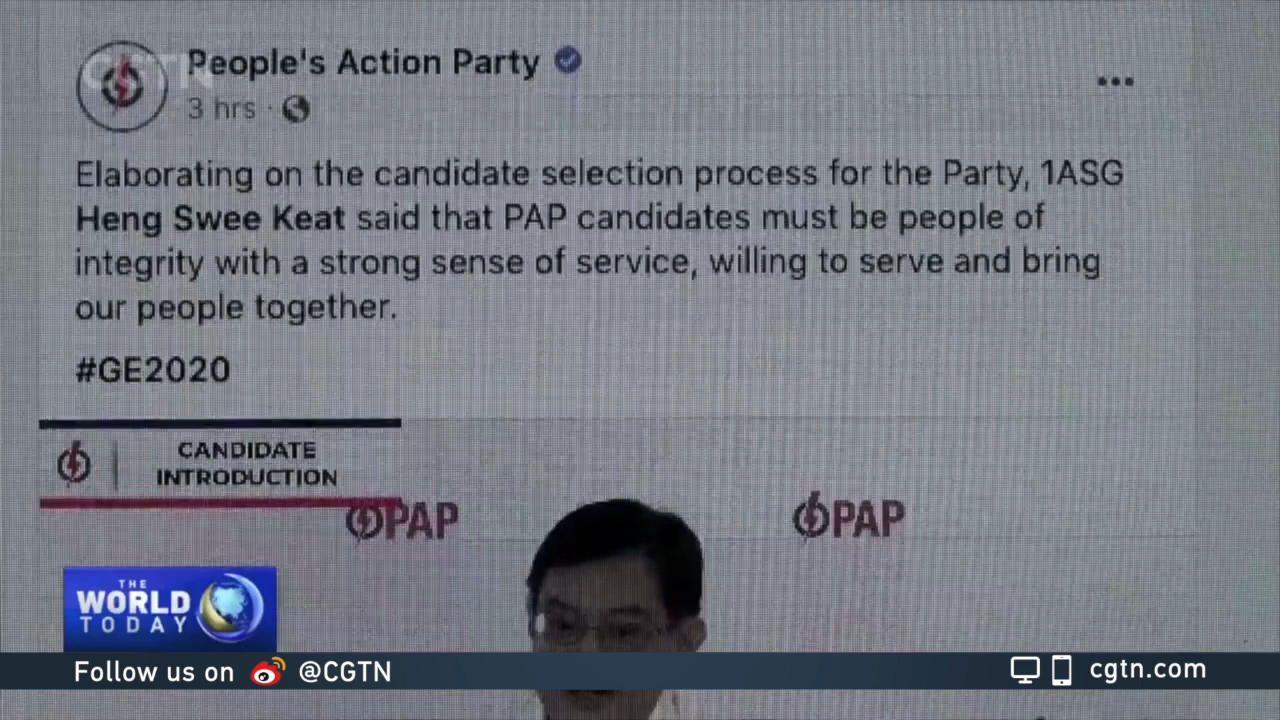 CGTN
People's Action Party
3 hrs ·
Elaborating on the candidate selection process for the Party, 1ASG
Heng Swee Keat said that PAP candidates must be people of
integrity with a strong sense of service, willing to serve and bring
our people together.
#GE2020
CANDIDATE
INTRODUCTION
PAP
PAP
THE
WORLD
TODAY
Follow us on @CGTN
cgtn.com